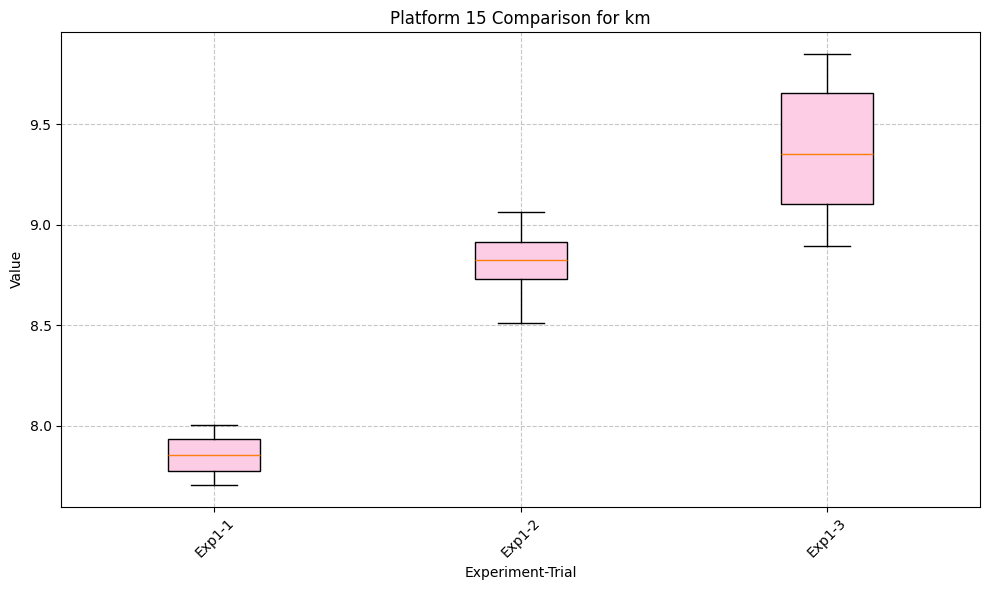 Platform 15 Comparison for km
Value
9.5
9.0
8.5
8.0
Exp1-1
Exp1-2
Exp1-3
Experiment-Trial